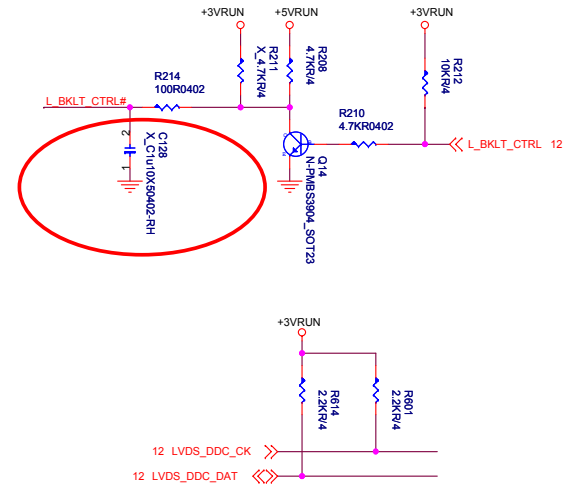 +3VRUN
+5VRUN
+3VRUN
R211
X_4.7KR/4
R208
4.7KR/4
R212
10KR/4
R214
100R0402
L_BKLT_CTRL#
R210
4.7KR0402
L_BKLT_CTRL 12
2
1
C128
X_C1u10X50402-RH
C
B
E
Q14
N-PMBS3904_SOT23
+3VRUN
R614
2.2KR/4
R601
2.2KR/4
12 LVDS_DDC_CK
12 LVDS_DDC_DAT